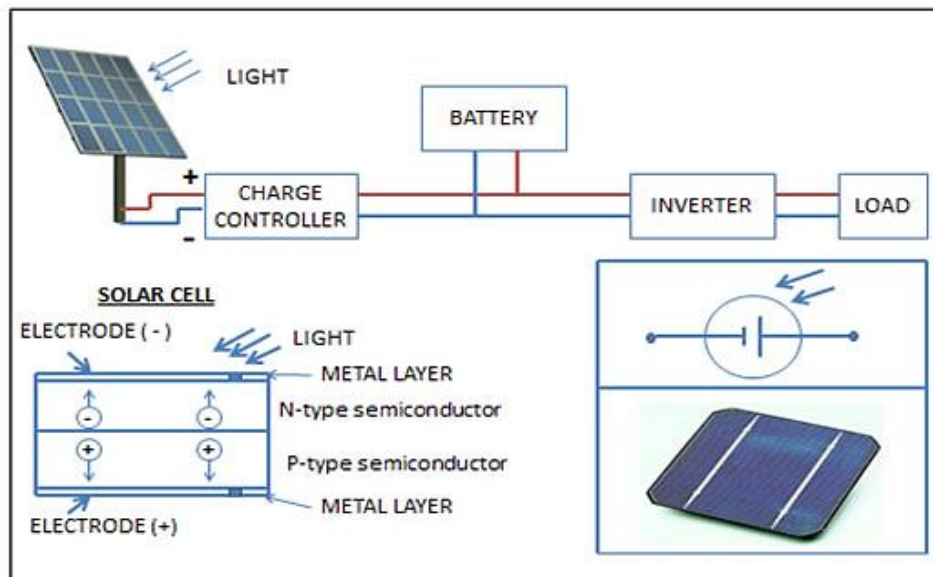 LIGHT
BATTERY
+
CHARGE
CONTROLLER
INVERTER
LOAD
-
SOLAR CELL
ELECTRODE ( - )
LIGHT
METAL LAYER
- -
N-type semiconductor
+ +
P-type semiconductor
METAL LAYER
ELECTRODE (+)